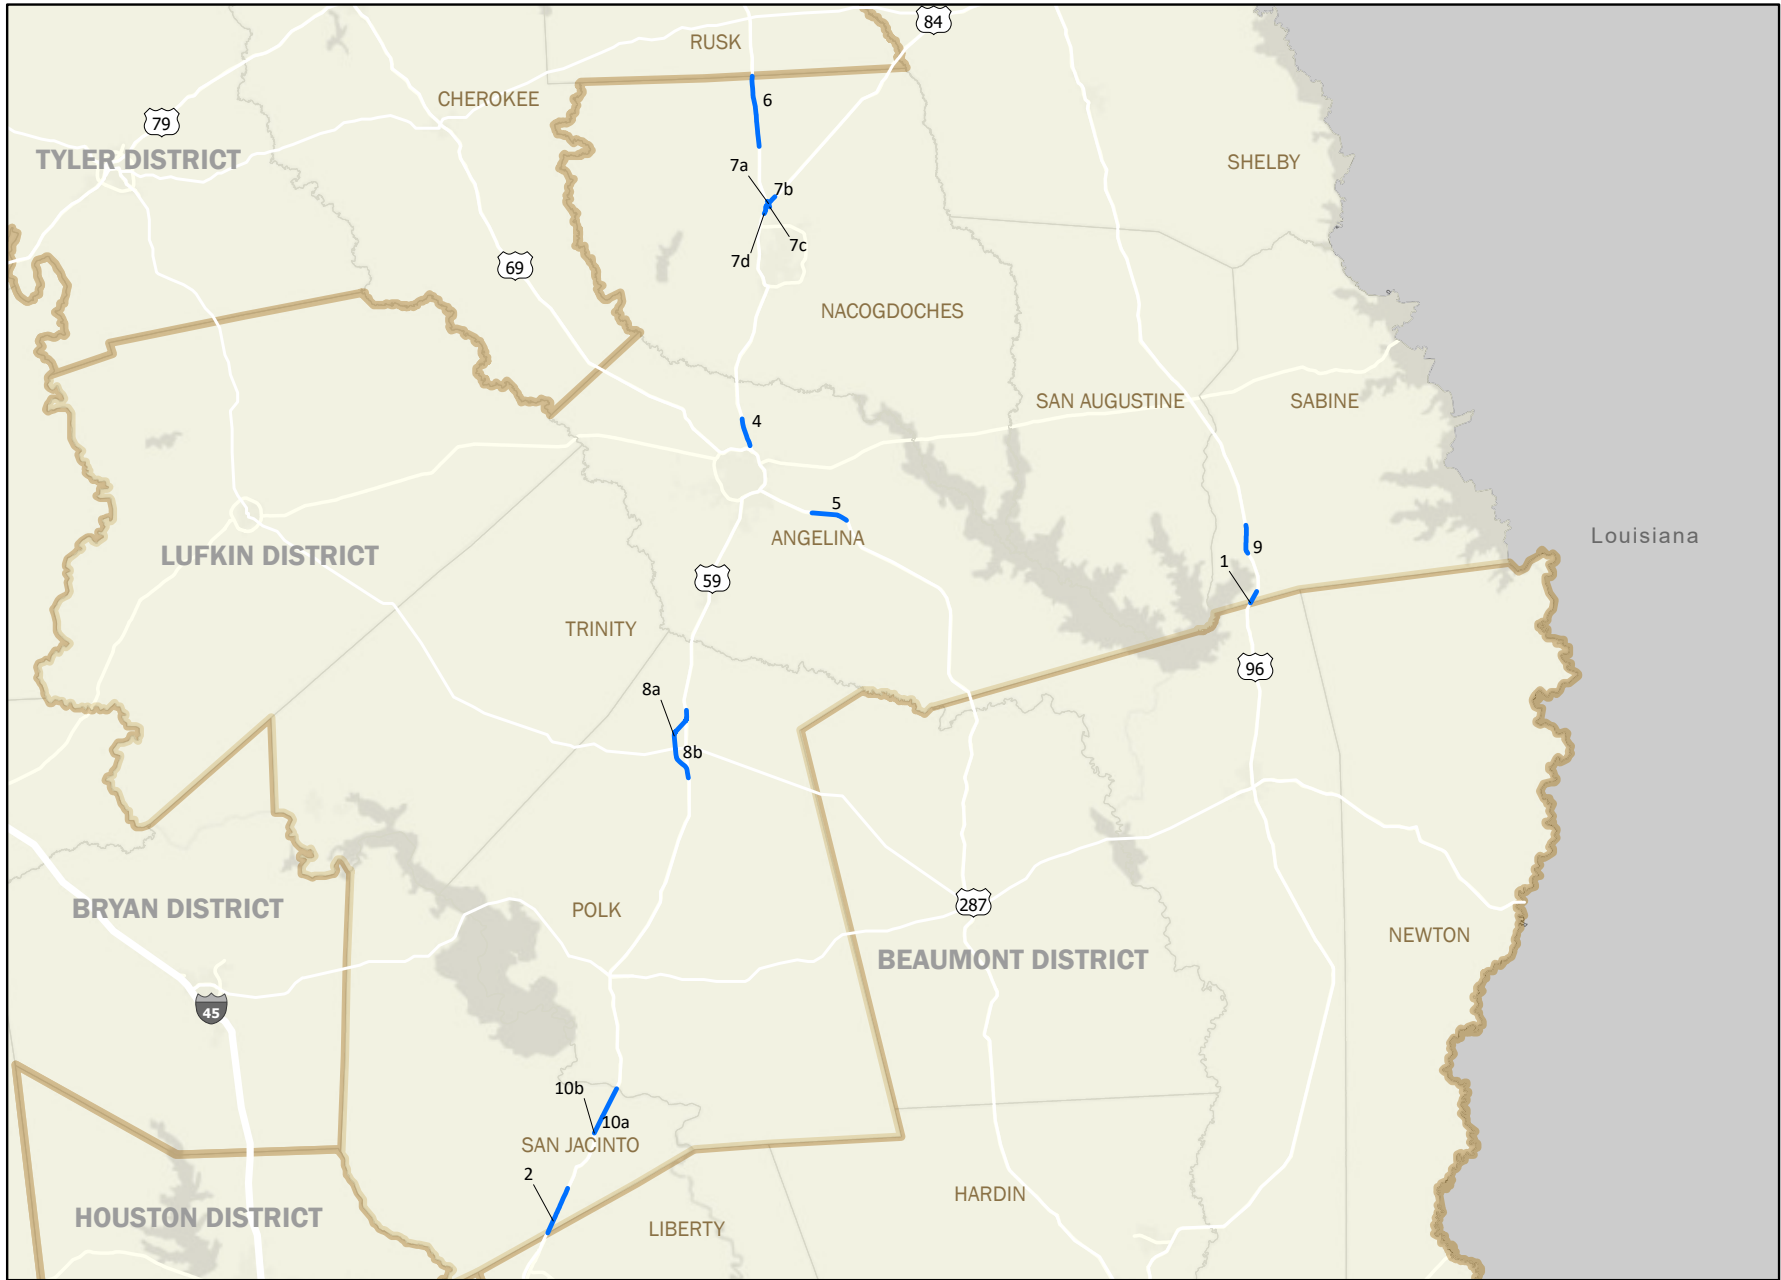 84
RUSK
CHEROKEE
6
79
TYLER DISTRICT
SHELBY
7a
7b
7c
7d
69
NACOGDOCHES
SAN AUGUSTINE
SABINE
4
5
ANGELINA
LUFKIN DISTRICT
Louisiana
9
1
59
TRINITY
96
8a
8b
POLK
BRYAN DISTRICT
287
NEWTON
BEAUMONT DISTRICT
45
10b
10a
SAN JACINTO
2
HARDIN
HOUSTON DISTRICT
LIBERTY